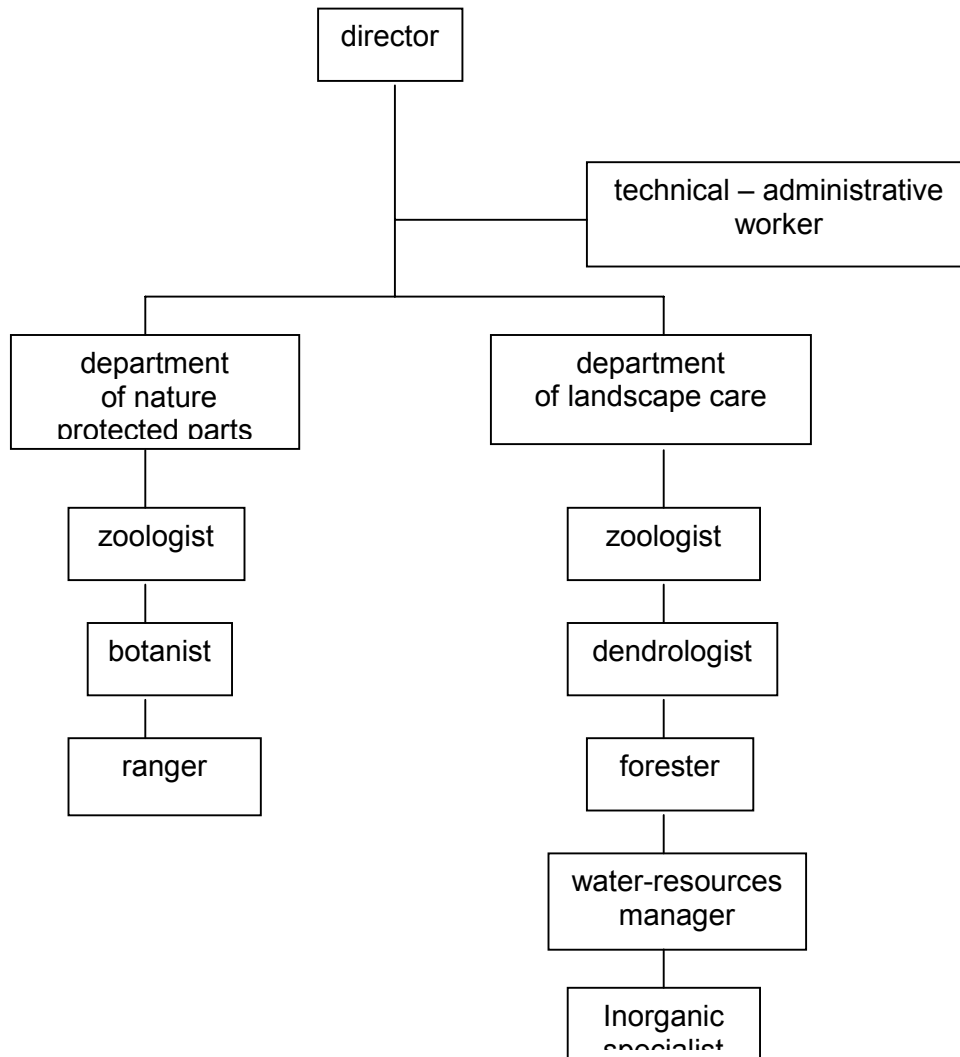 director
technical – administrative
worker
department
of nature
protected parts
department
of landscape care
zoologist
botanist
ranger
zoologist
dendrologist
forester
water-resources
manager
Inorganic
specialist